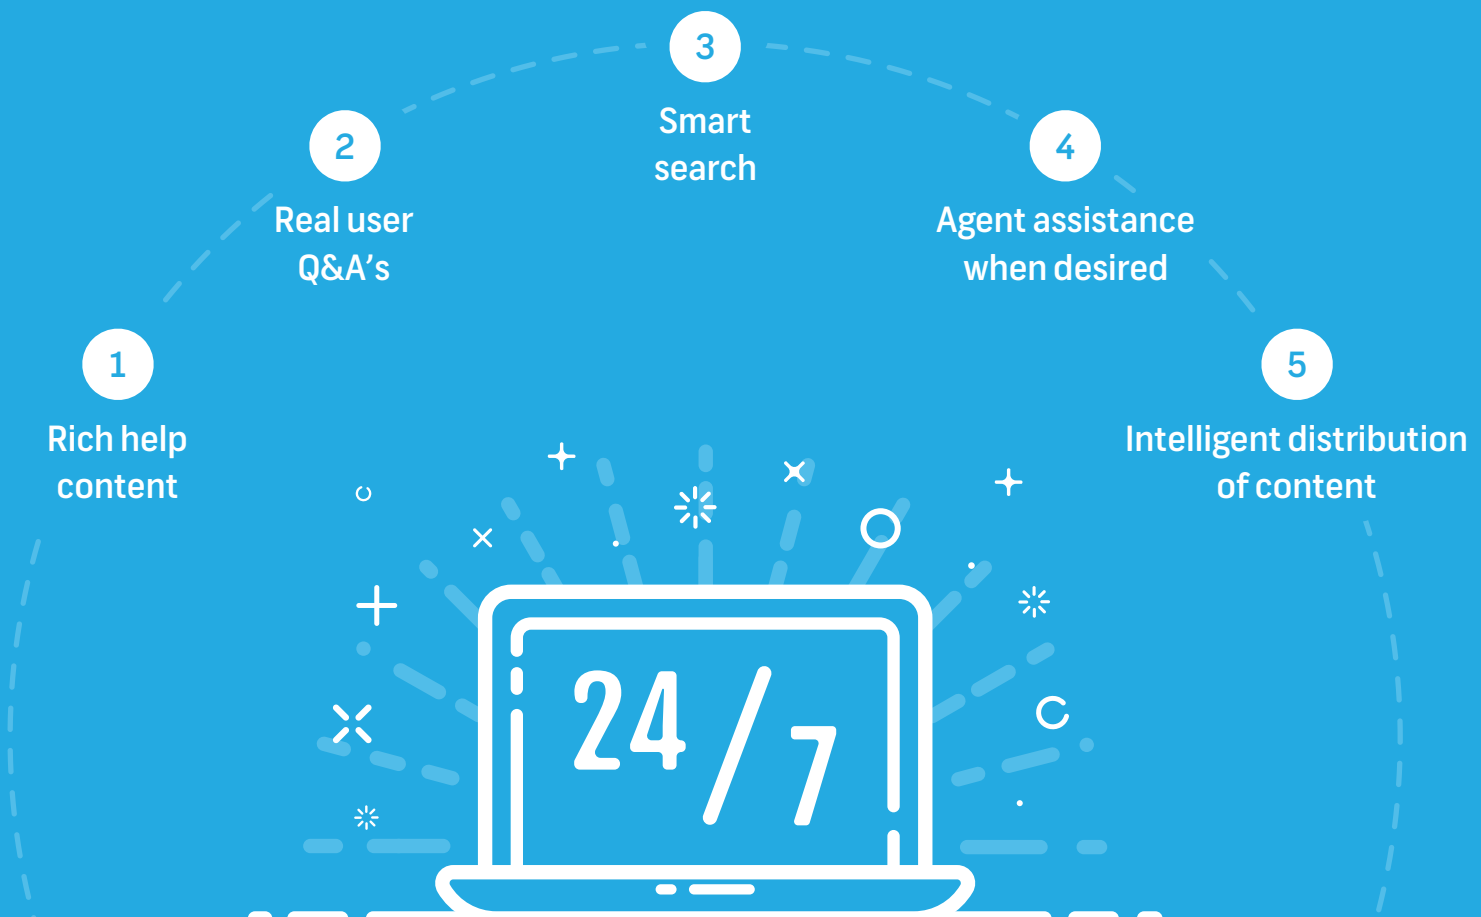 1
Rich help
content
2
Real user
Q&A’s
3
Smart
search
4
Agent assistance
when desired
5
Intelligent distribution
of content
24/7